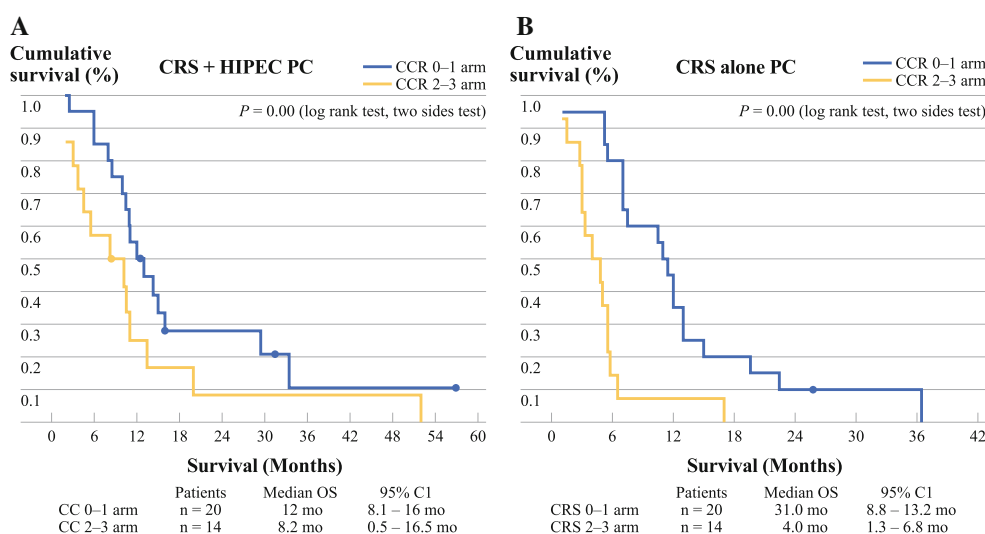 A
Cumulative
survival (%)
CRS + HIPEC PC
CCR 0–1 arm
CCR 2–3 arm
P = 0.00 (log rank test, two sides test)
1.0
0.9
0.8
0.7
0.6
0.5
0.4
0.3
0.2
0.1
0 6 12 18 24 30 36 42 48 54 60
Survival (Months)
Patients Median OS 95% C1
CC 0–1 arm n = 20 12 mo 8.1 – 16 mo
CC 2–3 arm n = 14 8.2 mo 0.5 – 16.5 mo
B
Cumulative
survival (%)
CRS alone PC
CCR 0–1 arm
CCR 2–3 arm
P = 0.00 (log rank test, two sides test)
1.0
0.9
0.8
0.7
0.6
0.5
0.4
0.3
0.2
0.1
0 6 12 18 24 30 36 42
Survival (Months)
Patients Median OS 95% C1
CRS 0–1 arm n = 20 31.0 mo 8.8 – 13.2 mo
CRS 2–3 arm n = 14 4.0 mo 1.3 – 6.8 mo